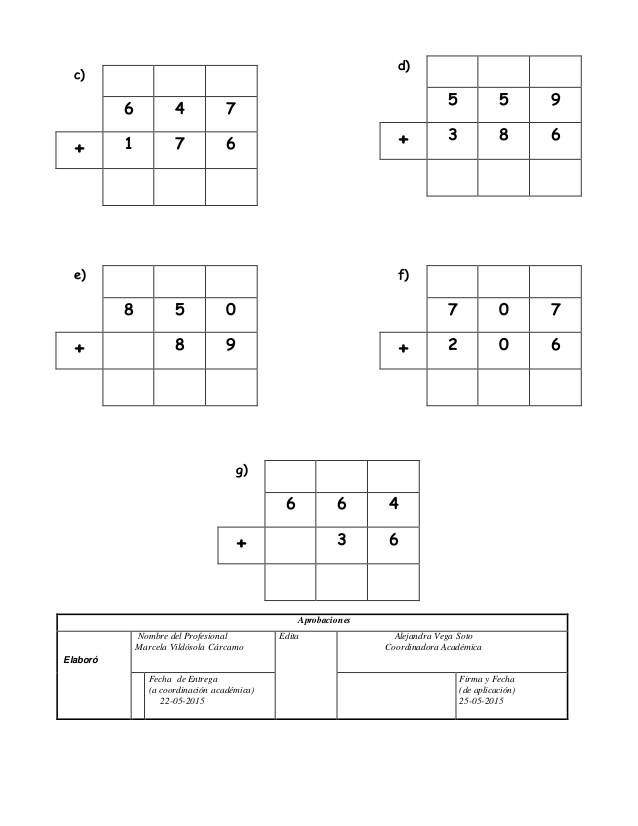 c)
6 4 7
+ 1 7 6
d)
5 5 9
+ 3 8 6
e)
8 5 0
+ 8 9
f)
7 0 7
+ 2 0 6
g)
6 6 4
+ 3 6
Aprobaciones
Elaboró
Nombre del Profesional
Marcela Vildósola Cárcamo
Edita
Alejandra Vega Soto
Coordinadora Académica
Fecha de Entrega
(a coordinación académica)
22-05-2015
Firma y Fecha
(de aplicación)
25-05-2015